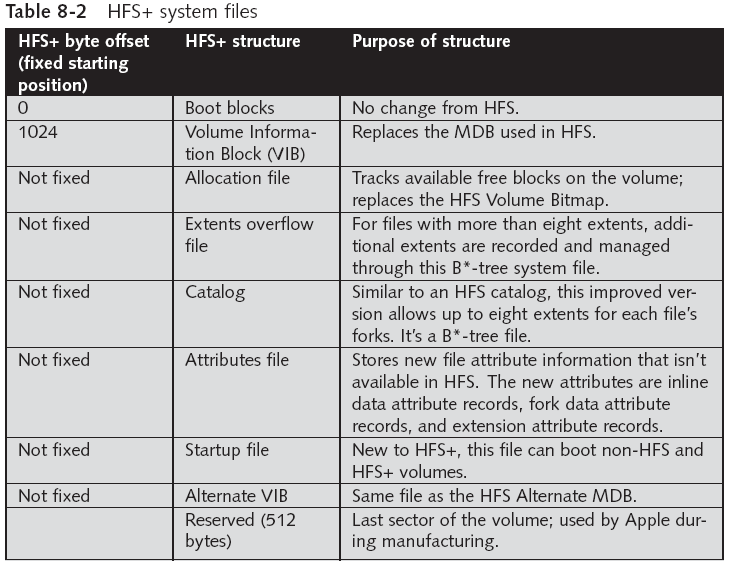 Table 8-2 HFS+ system files
HFS+ byte offset
(fixed starting
position)
HFS+ structure
Purpose of structure
0
Boot blocks
No change from HFS.
1024
Volume Informa-
tion Block (VIB)
Replaces the MDB used in HFS.
Not fixed
Allocation file
Tracks available free blocks on the volume;
replaces the HFS Volume Bitmap.
Not fixed
Extents overflow
file
For files with more than eight extents, addi-
tional extents are recorded and managed
through this B*-tree system file.
Not fixed
Catalog
Similar to an HFS catalog, this improved ver-
sion allows up to eight extents for each file's
forks. It's a B*-tree file.
Not fixed
Attributes file
Stores new file attribute information that isn't
available in HFS. The new attributes are inline
data attribute records, fork data attribute
records, and extension attribute records.
Not fixed
Startup file
New to HFS+, this file can boot non-HFS and
HFS+ volumes.
Not fixed
Alternate VIB
Same file as the HFS Alternate MDB.
Reserved (512
bytes)
Last sector of the volume; used by Apple dur-
ing manufacturing.